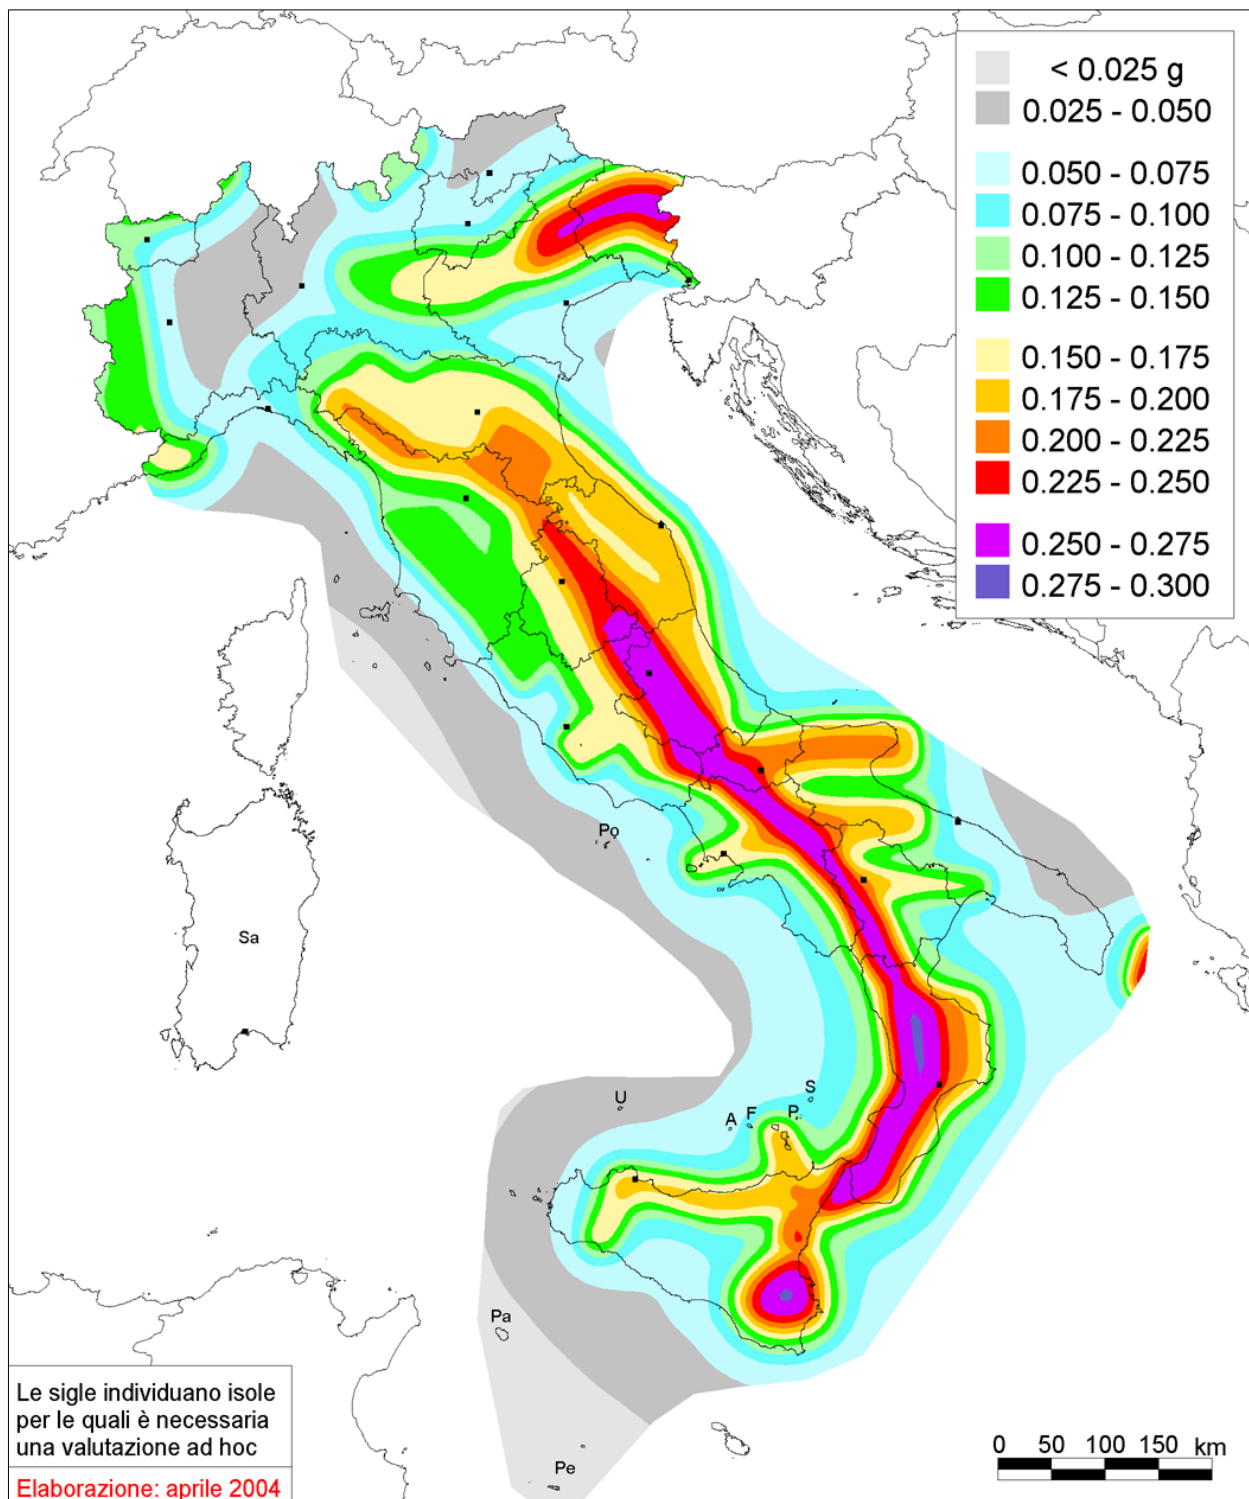 < 0.025 g
0.025 - 0.050
0.050 - 0.075
0.075 - 0.100
0.100 - 0.125
0.125 - 0.150
0.150 - 0.175
0.175 - 0.200
0.200 - 0.225
0.225 - 0.250
0.250 - 0.275
0.275 - 0.300
Po
Sa
U
A
F
P
S
Pa
Pe
Le sigle individuano isole
per le quali è necessaria
una valutazione ad hoc
Elaborazione: aprile 2004
0 50 100 150 km